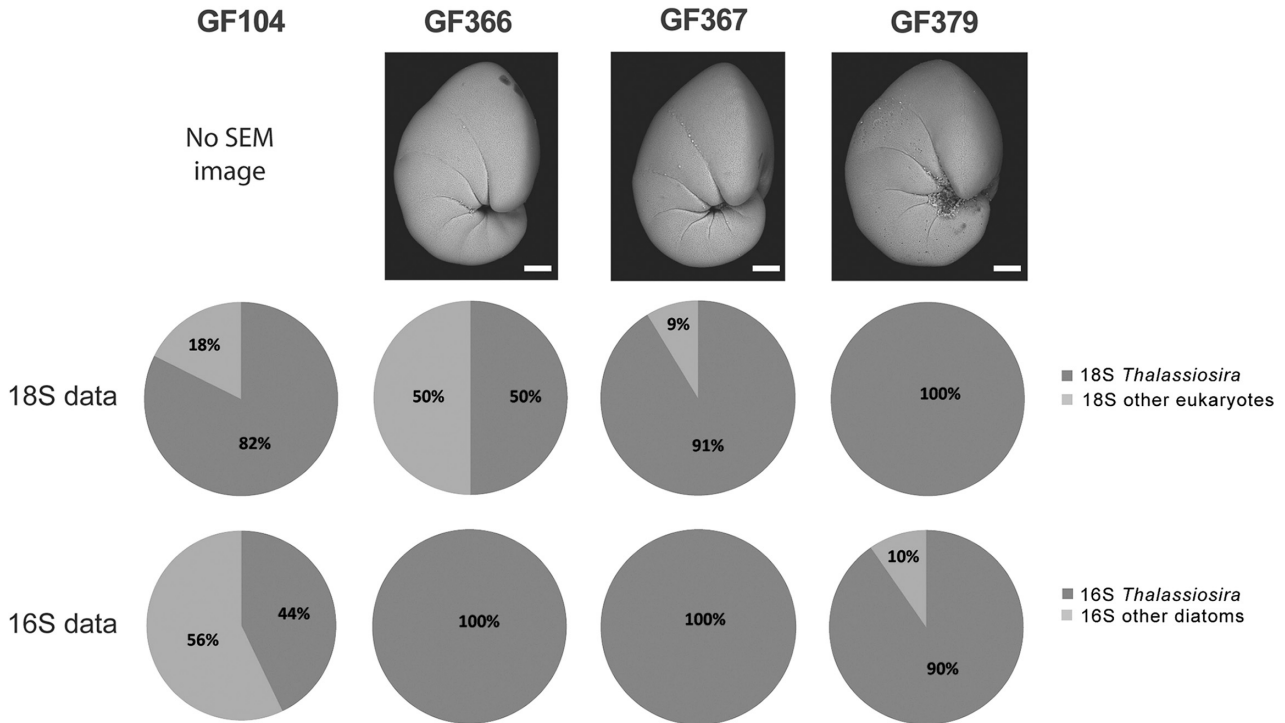 GF104 GF366 GF367 GF379
No SEM
image
18S data
18%
82%
50%
50%
9%
91%
100%
18S Thalassiosira
18S other eukaryotes
16S data
56%
44%
100%
100%
10%
90%
16S Thalassiosira
16S other diatoms